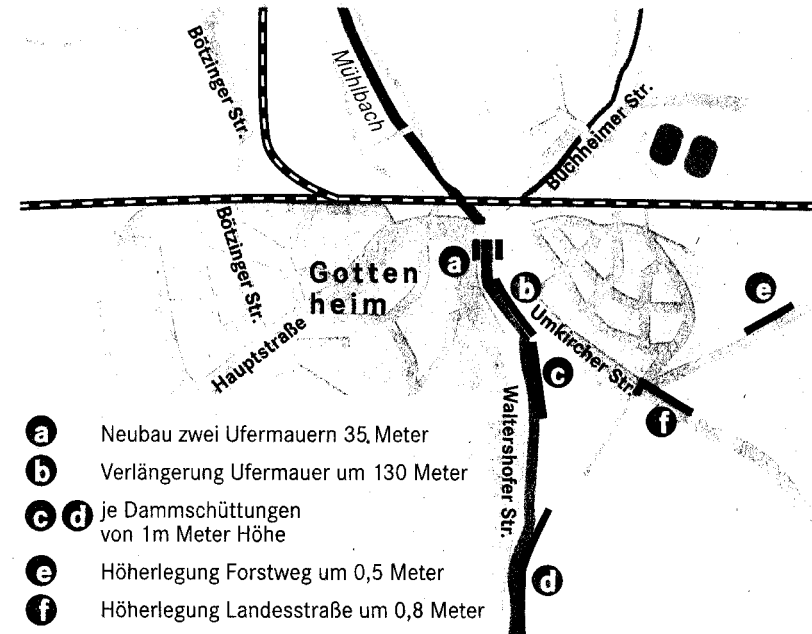 Bötzinger Str.
Mühlbach
Buchheimer Str.
Bötzinger Str.
Gotten
heim
Hauptstraße
a
b
Umkircher Str.
e
c
f
Waltershofer Str.
d
a Neubau zwei Ufermauern 35. Meter
b Verlängerung Ufermauer um 130 Meter
c d je Dammschüttungen
von 1m Meter Höhe
e Höherlegung Forstweg um 0,5 Meter
f Höherlegung Landesstraße um 0,8 Meter